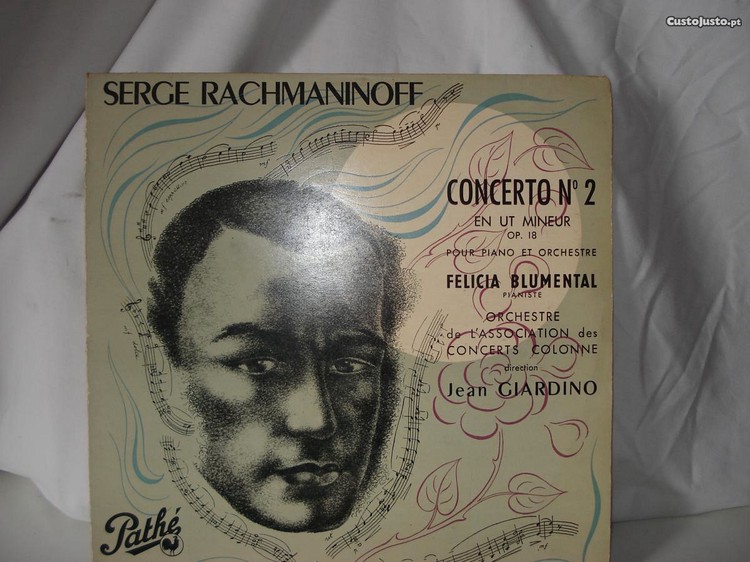 CustoJusto.pt
SERGE RACHMANINOFF
CONCERTO Nº 2
EN UT MINEUR
OP. 18
POUR PIANO ET ORCHESTRE
FELICIA BLUMENTAL
PIANISTE
ORCHESTRE
de L'ASSOCIATION des
CONCERTS COLONNE
direction
Jean GIARDINO
Pathé